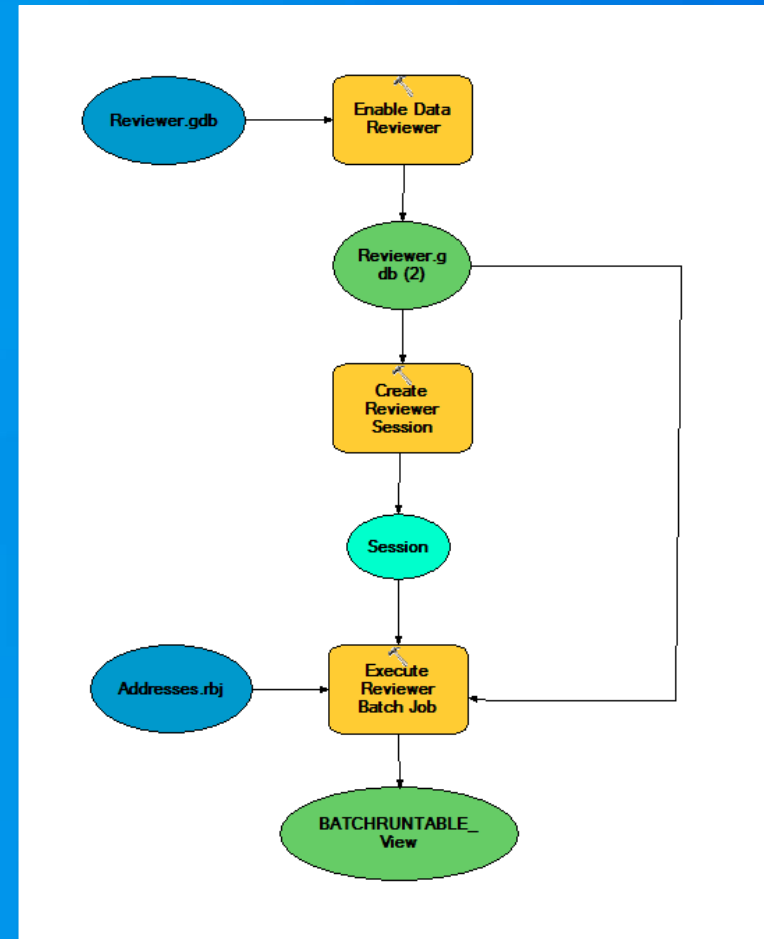 Reviewer.gdb
Enable Data
Reviewer
Reviewer.g
db (2)
Create
Reviewer
Session
Session
Addresses.rbj
Execute
Reviewer
Batch Job
BATCHRUNTABLE_
View